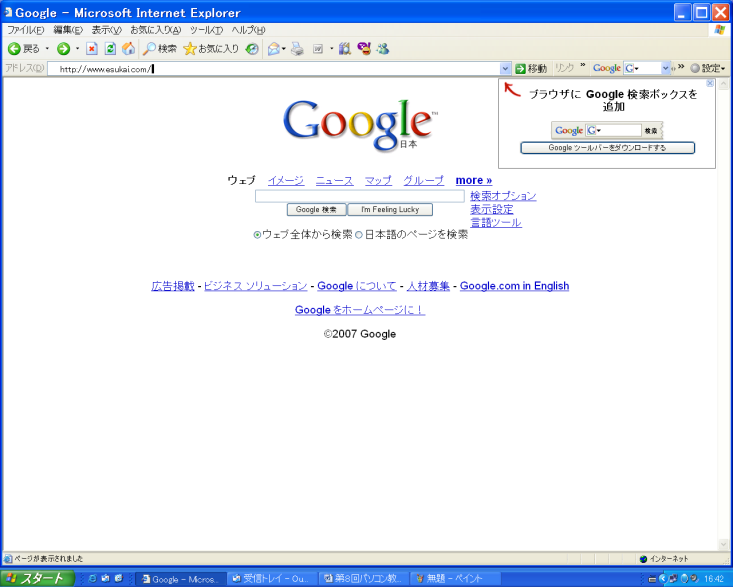 Google - Microsoft Internet Explorer
ファイル(F) 編集(E) 表示(V) お気に入り(A) ツール(T) ヘルプ(H)
戻る 検索 お気に入り
アドレス(D) http://www.esukai.com/ 移動 リンク » Google G 設定
ブラウザに Google 検索ボックスを
追加
Google G 検索
Google ツールバーをダウンロードする
Google™
日本
ウェブ イメージ ニュース マップ グループ more »
検索オプション
Google 検索 I'm Feeling Lucky 表示設定
言語ツール
ウェブ全体から検索 日本語のページを検索
広告掲載 - ビジネス ソリューション - Google について - 人材募集 - Google.com in English
Google をホームページに！
©2007 Google
ページが表示されました インターネット
スタート Google - Micros... 受信トレイ - Ou... 第8回パソコン教... 無題 - ペイント 16:42